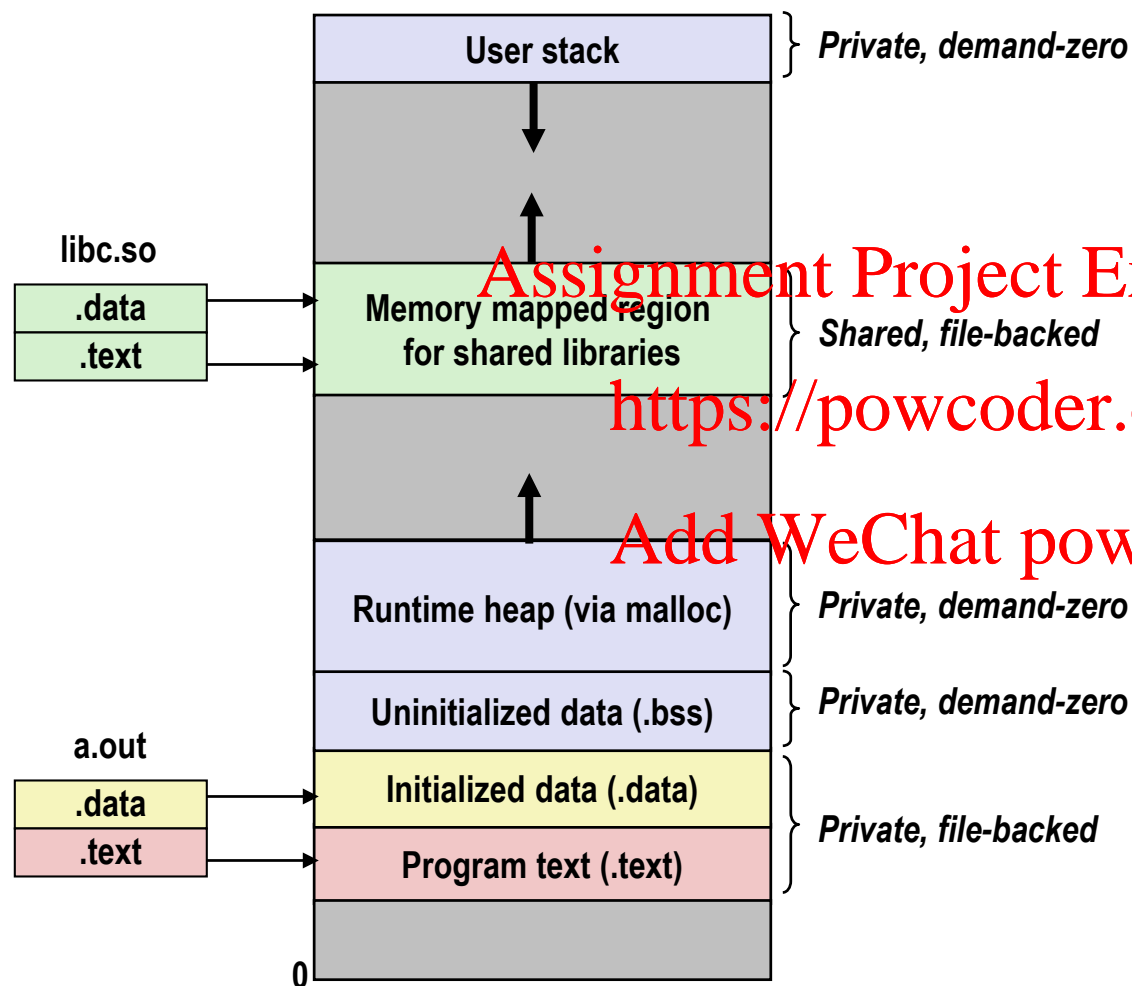 User stack
Private, demand-zero
libc.so
.data
.text
Memory mapped region
for shared libraries
Shared, file-backed
Assignment Project Ex
https://powcoder.
Add WeChat pow
Runtime heap (via malloc)
Private, demand-zero
Uninitialized data (.bss)
Private, demand-zero
a.out
.data
.text
Initialized data (.data)
Program text (.text)
Private, file-backed
0